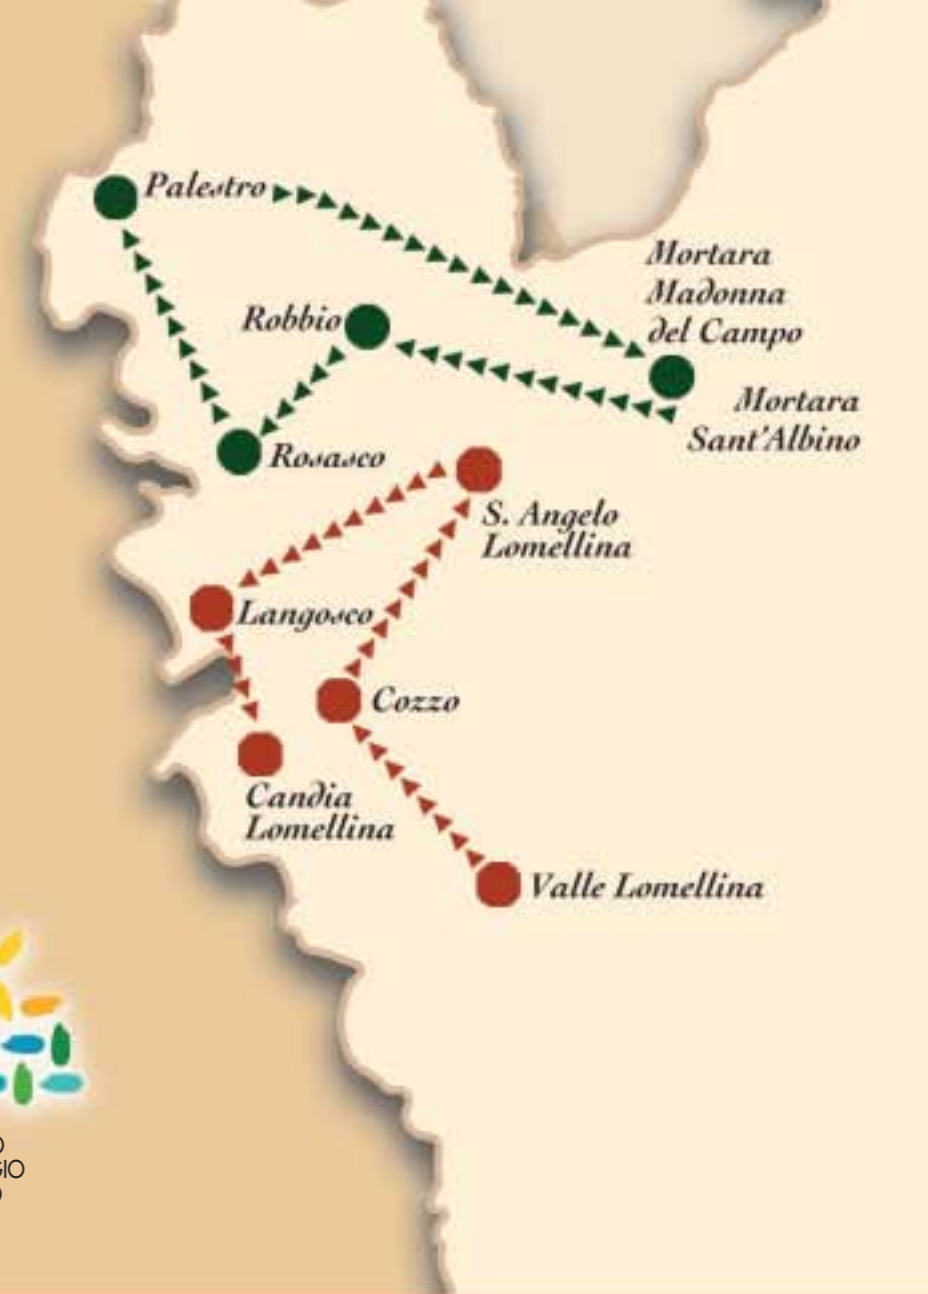 Palestro
Mortara
Madonna
del Campo
Robbio
Mortara
Sant'Albino
Rosasco
S. Angelo
Lomellina
Langosco
Cozzo
Candia
Lomellina
Valle Lomellina